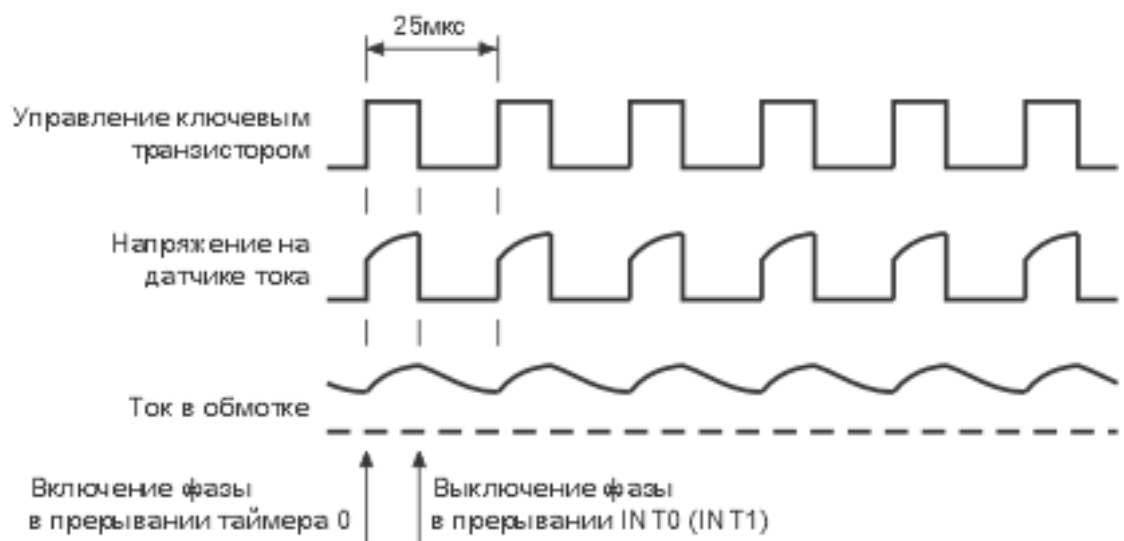 25мкс
Управление ключевым
транзистором
Напряжение на
датчике тока
Ток в обмотке
Включение фазы
в прерывании таймера 0
Выключение фазы
в прерывании INT0 (INT1)